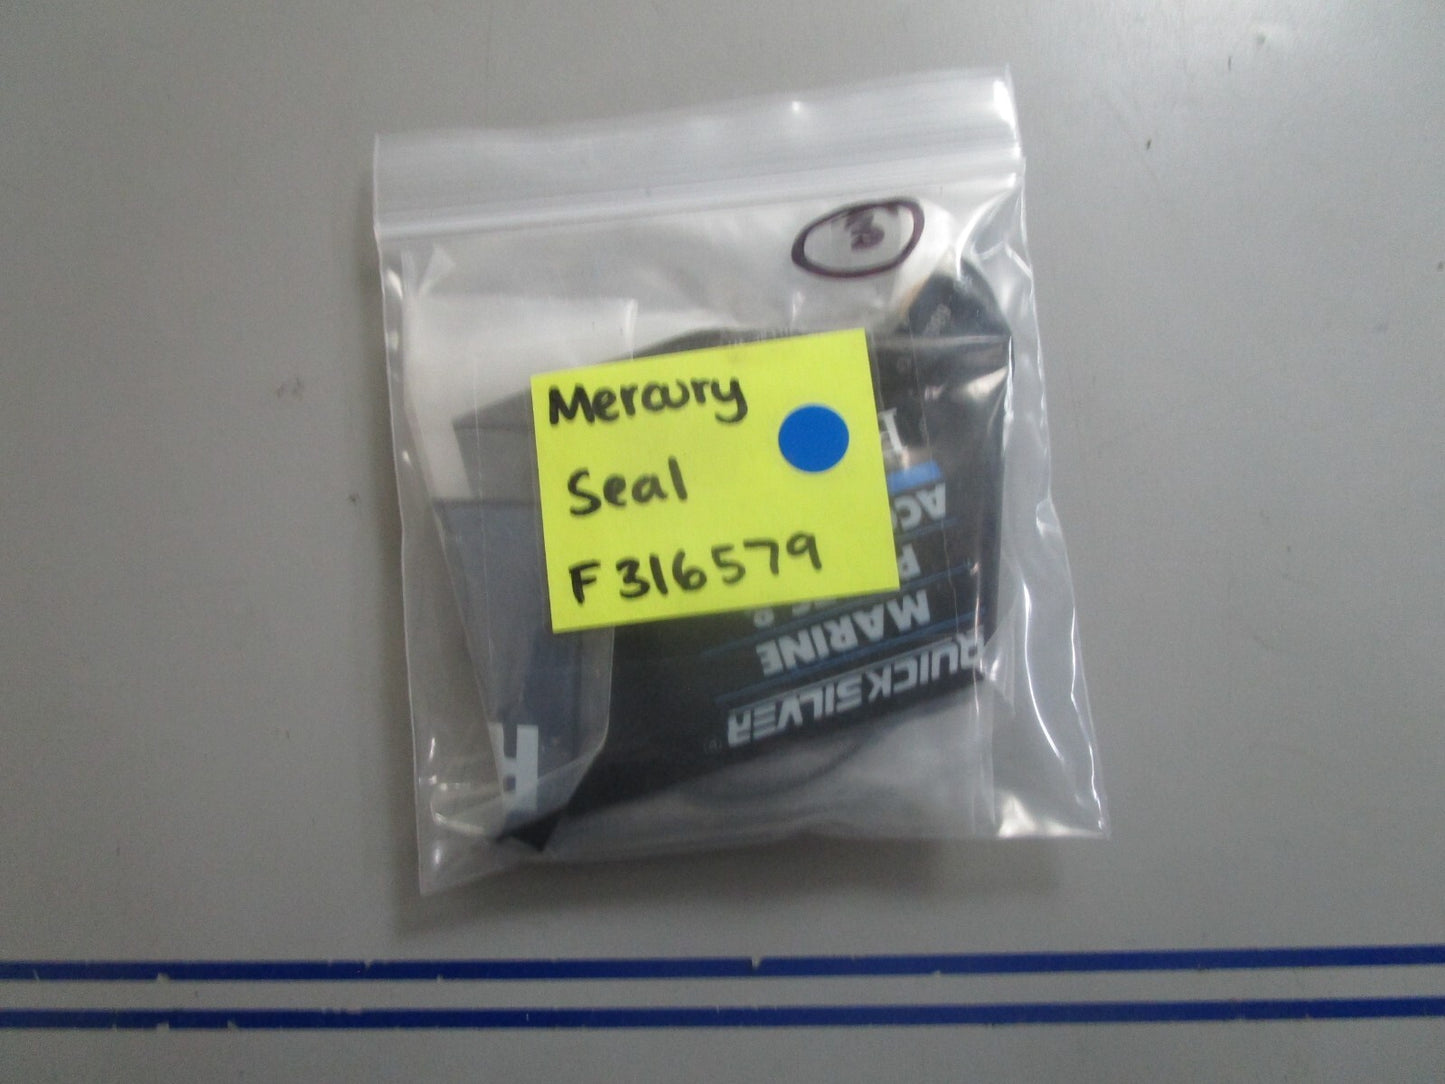 Mercury
Seal
F316579
QUICKSILVER®
MARINE